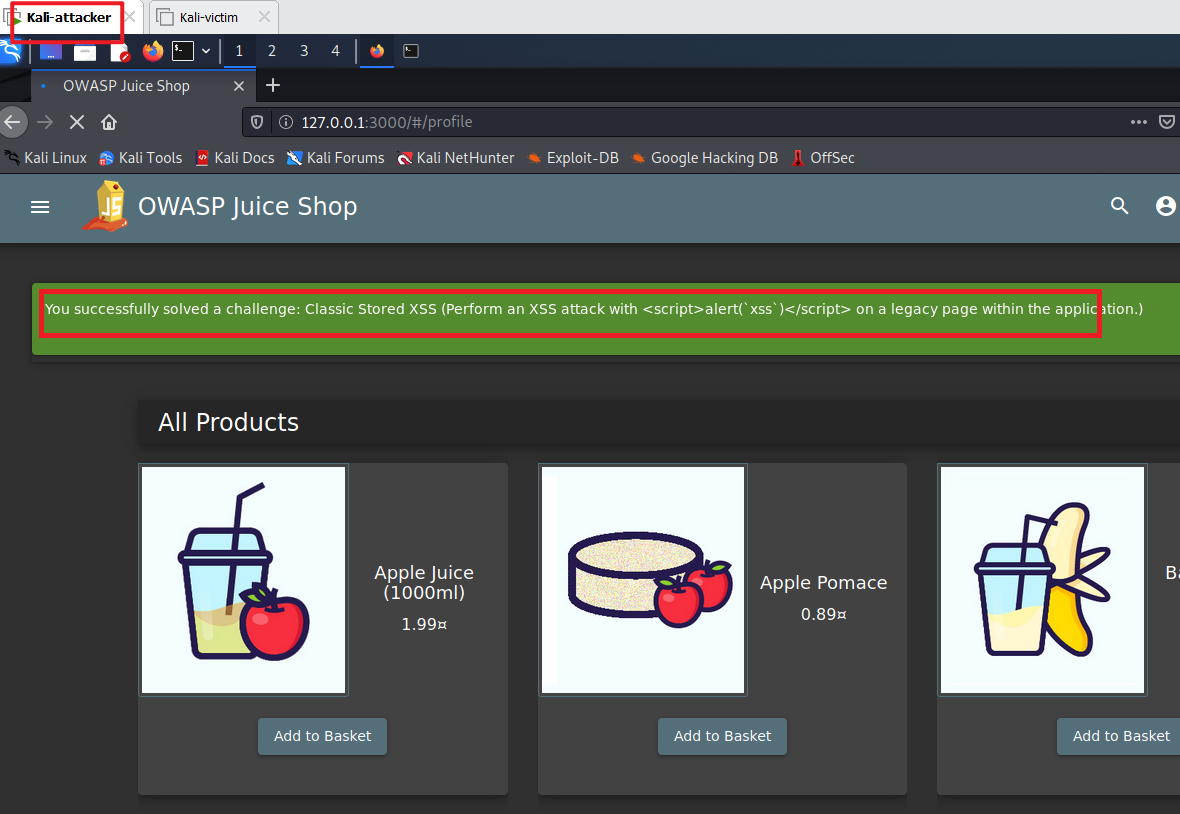 Kali-attacker Kali-victim
1 2 3 4
OWASP Juice Shop
127.0.0.1:3000/#/profile
Kali Linux Kali Tools Kali Docs Kali Forums Kali NetHunter Exploit-DB Google Hacking DB OffSec
JS OWASP Juice Shop
You successfully solved a challenge: Classic Stored XSS (Perform an XSS attack with <script>alert(`xss`)</script> on a legacy page within the application.)
All Products
Apple Juice
(1000ml)
1.99¤
Apple Pomace
0.89¤
Add to Basket Add to Basket Add to Basket